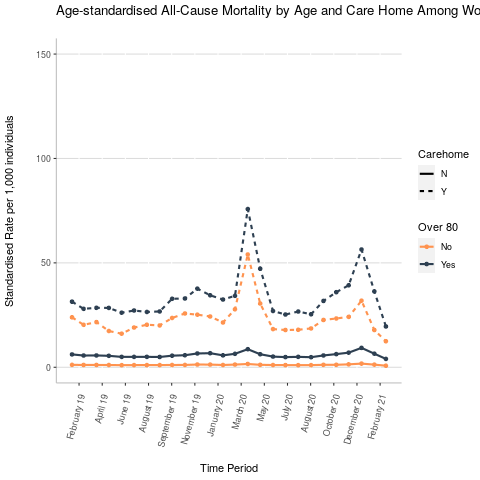 Age-standardised All-Cause Mortality by Age and Care Home Among Wo
Standardised Rate per 1,000 individuals
150
100
50
0
February 19
April 19
June 19
August 19
September 19
November 19
January 20
March 20
May 20
July 20
August 20
October 20
December 20
February 21
Time Period
Carehome
N
Y
Over 80
No
Yes